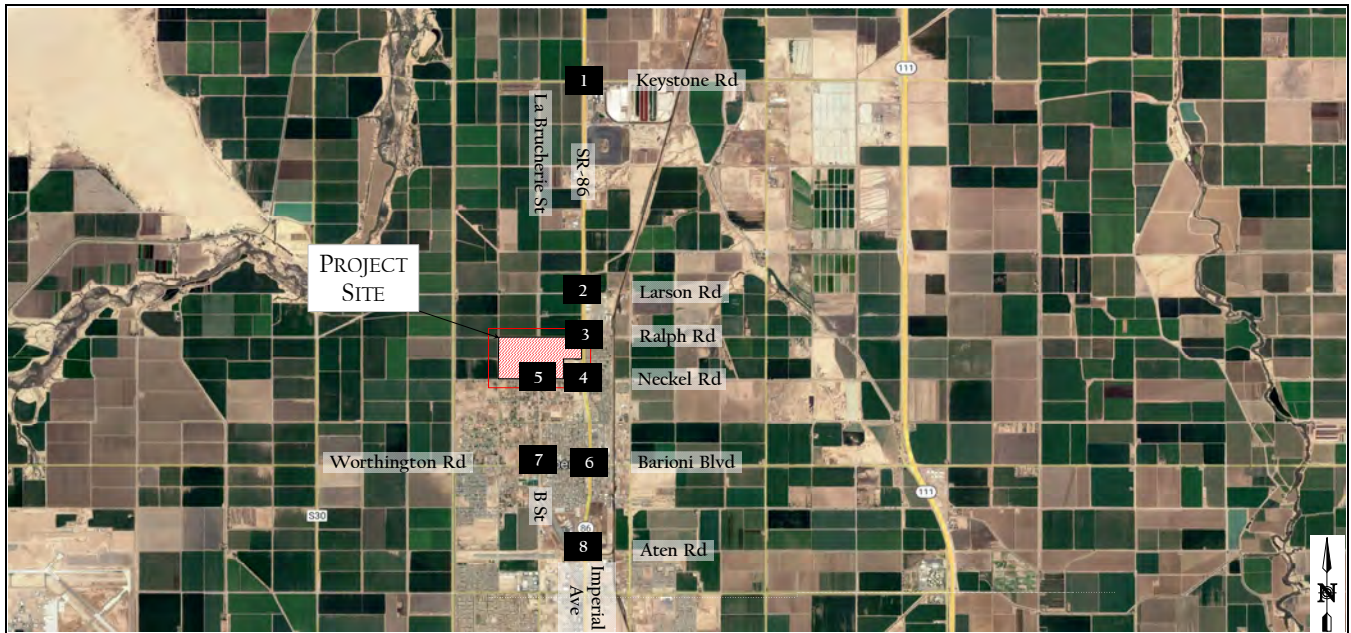 1
Keystone Rd
111
La Brucherie St
SR-86
PROJECT
SITE
2
Larson Rd
3
Ralph Rd
5
4
Neckel Rd
Worthington Rd
7
6
Barioni Blvd
B St
111
S30
86
8
Aten Rd
Imperial
Ave
N